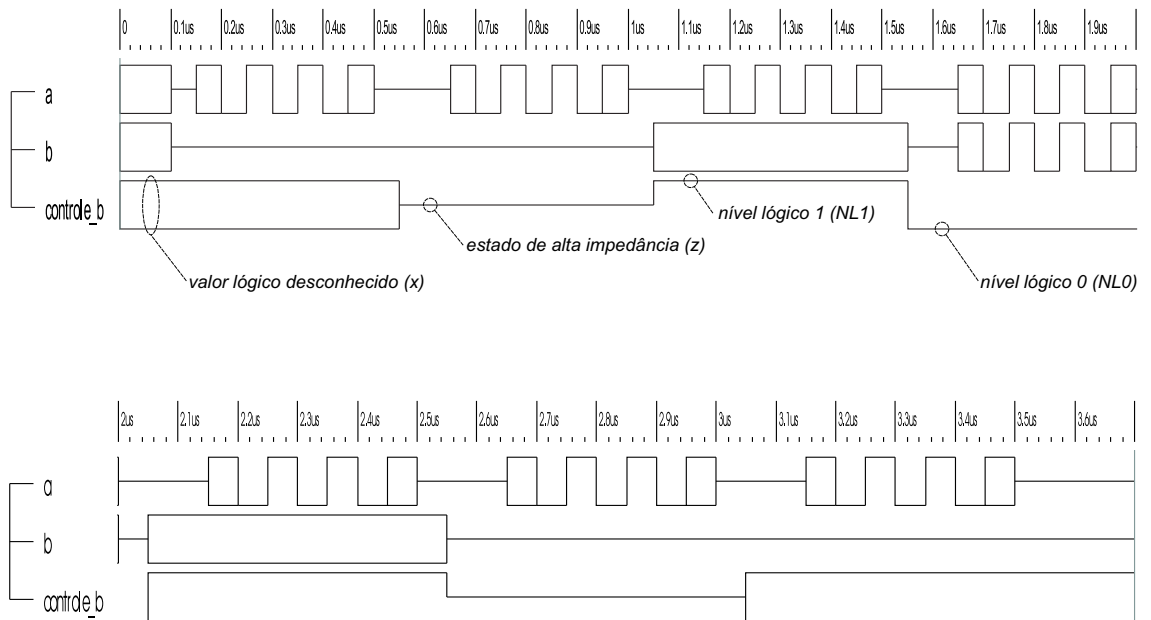 0 0.1us 0.2us 0.3us 0.4us 0.5us 0.6us 0.7us 0.8us 0.9us 1us 1.1us 1.2us 1.3us 1.4us 1.5us 1.6us 1.7us 1.8us 1.9us
a
b
controle_b
nível lógico 1 (NL1)
estado de alta impedância (z)
valor lógico desconhecido (x)
nível lógico 0 (NL0)
2us 2.1us 2.2us 2.3us 2.4us 2.5us 2.6us 2.7us 2.8us 2.9us 3us 3.1us 3.2us 3.3us 3.4us 3.5us 3.6us
a
b
controle_b